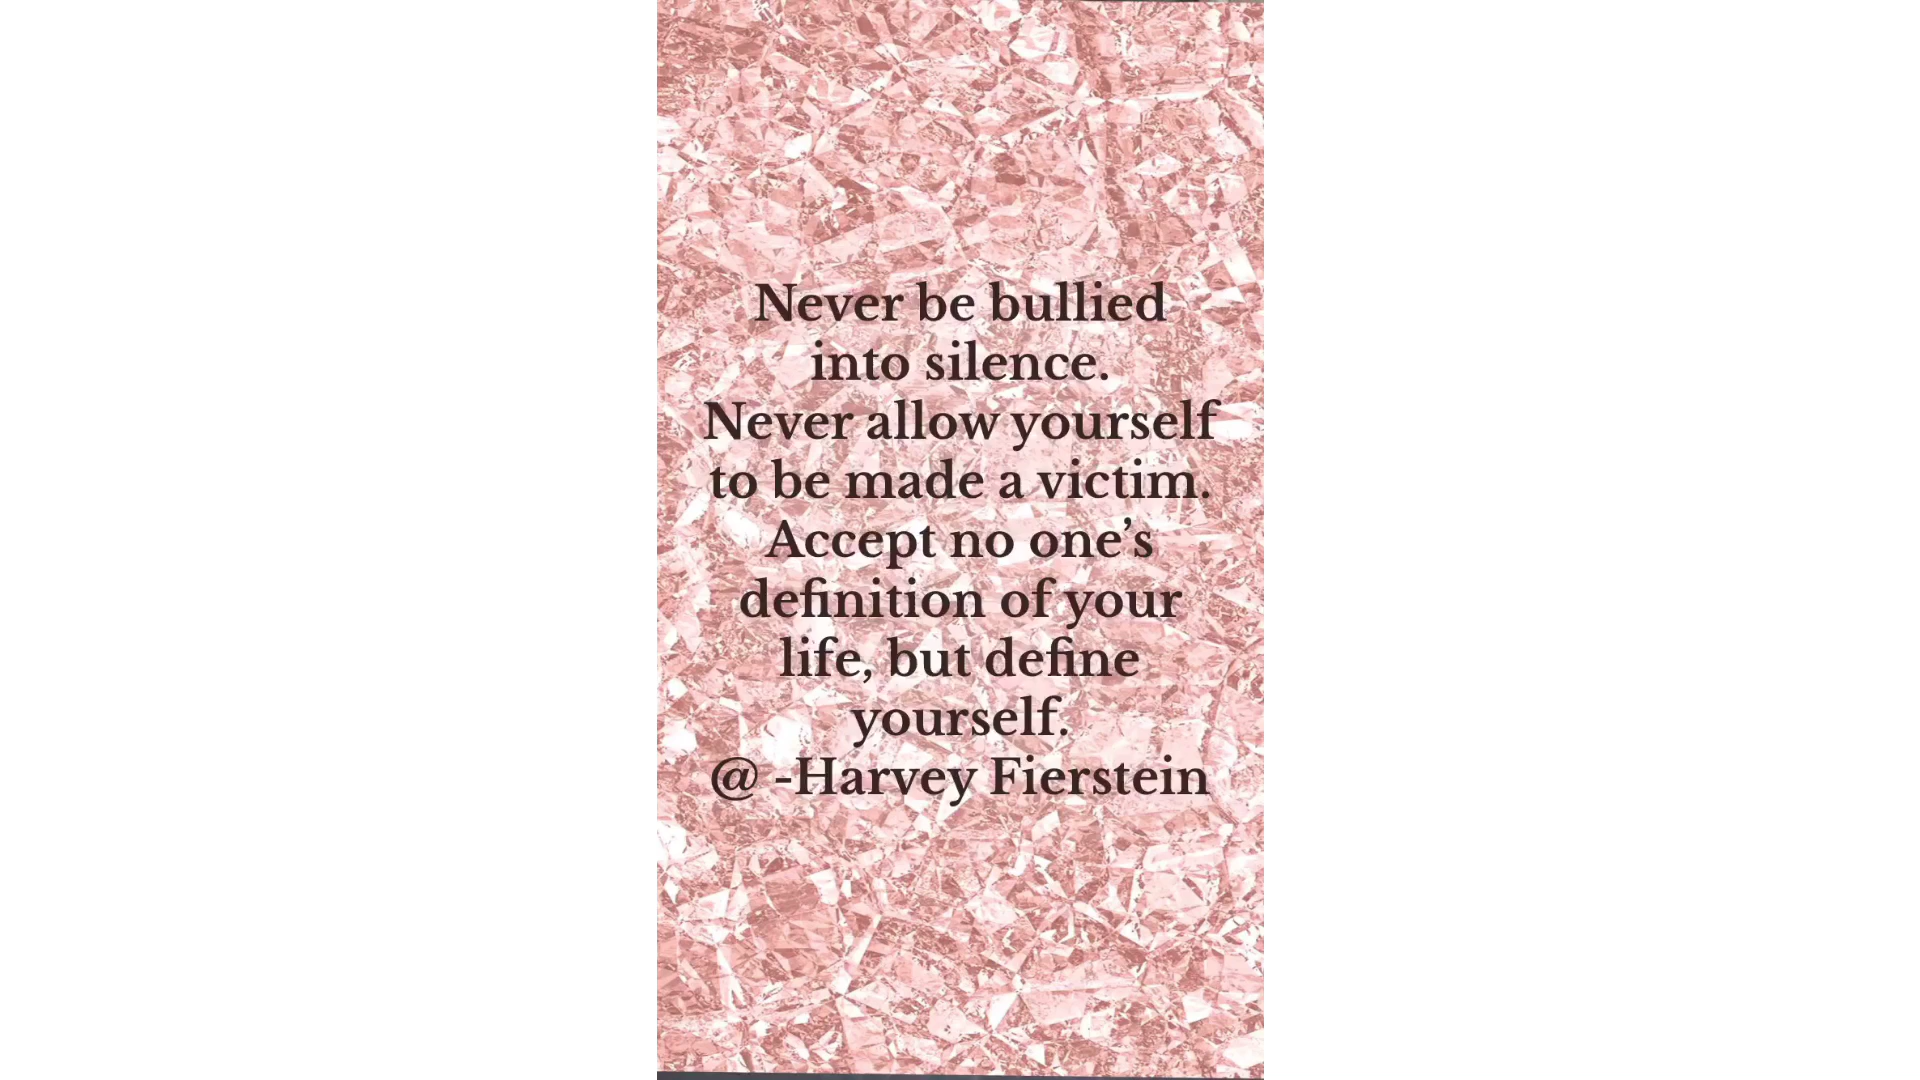 Never be bullied
into silence.
Never allow yourself
to be made a victim.
Accept no one’s
definition of your
life, but define
yourself.
@ -Harvey Fierstein